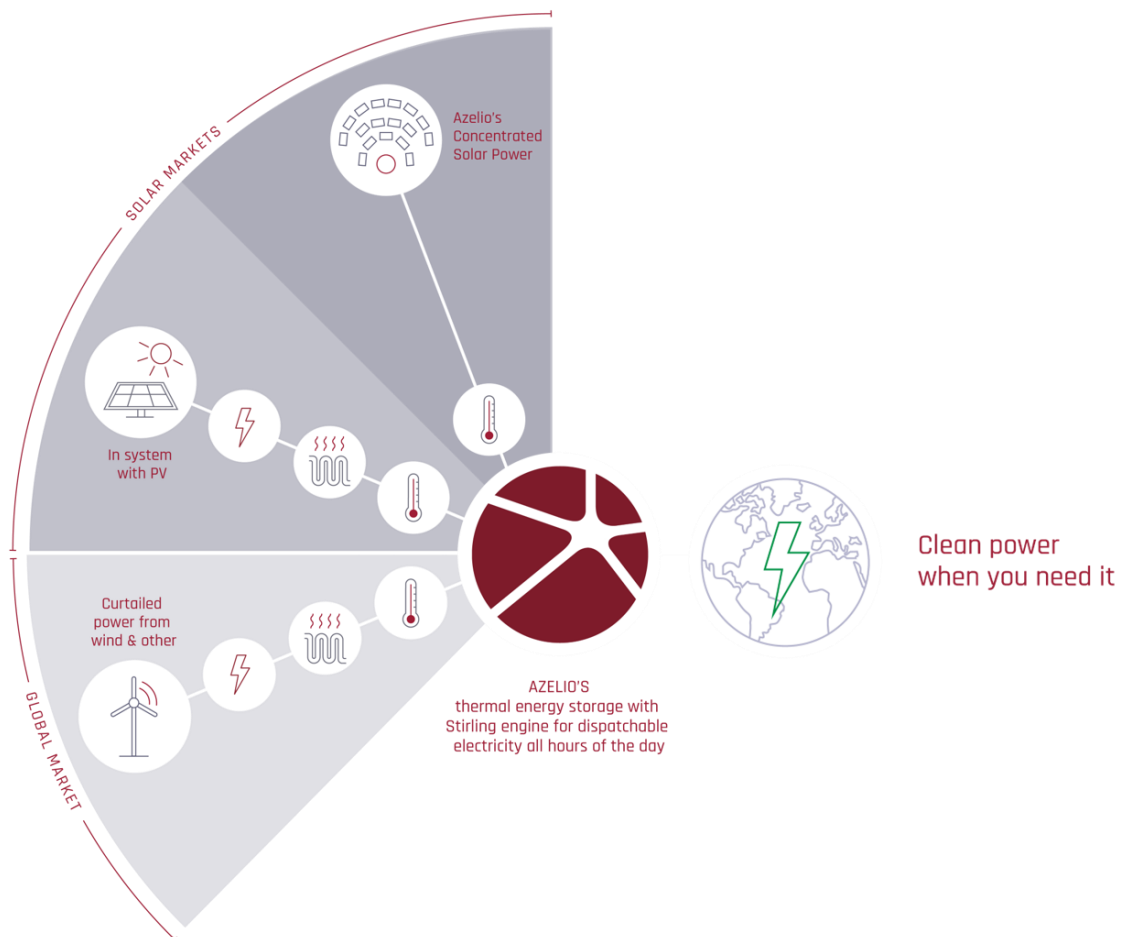 SOLAR MARKETS
Azelio's
Concentrated
Solar Power
In system
with PV
Curtailed
power from
wind & other
GLOBAL MARKET
AZELIO'S
thermal energy storage with
Stirling engine for dispatchable
electricity all hours of the day
Clean power
when you need it